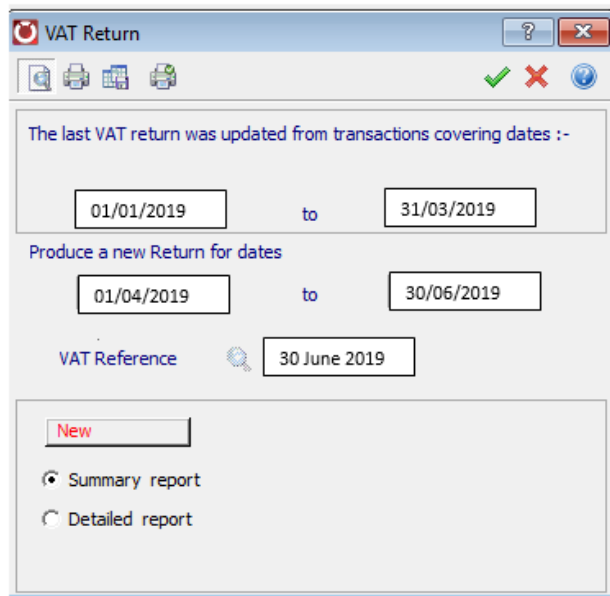 VAT Return
The last VAT return was updated from transactions covering dates :-
01/01/2019 to 31/03/2019
Produce a new Return for dates
01/04/2019 to 30/06/2019
VAT Reference 30 June 2019
New
Summary report
Detailed report